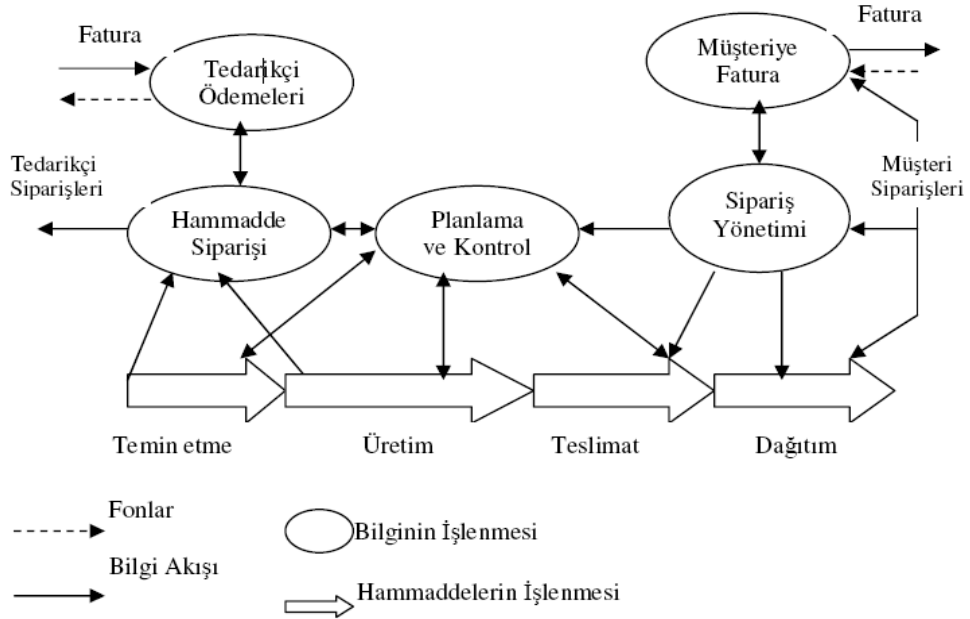 Fatura
Fatura
Tedarikçi
Ödemeleri
Müşteriye
Fatura
Tedarikçi
Siparişleri
Hammadde
Siparişi
Planlama
ve Kontrol
Sipariş
Yönetimi
Müşteri
Siparişleri
Temin etme
Üretim
Teslimat
Dağıtım
Fonlar
Bilginin İşlenmesi
Bilgi Akışı
Hammaddelerin İşlenmesi